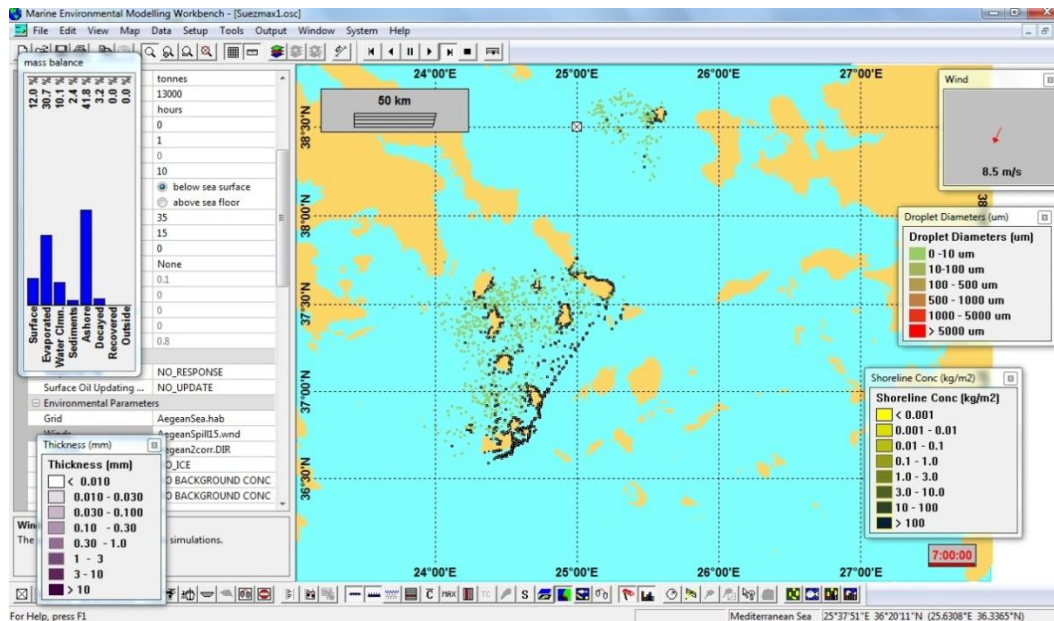 Marine Environmental Modelling Workbench - [Suezmax1.osc]
File Edit View Map Data Setup Tools Output Window System Help
mass balance
12.0 %
30.7 %
10.1 %
2.4 %
41.8 %
3.2 %
0.0 %
0.0 %
Surface
Evaporated
Water Clmn.
Sediments
Ashore
Decayed
Recovered
Outside
tonnes
13000
hours
0
1
0
10
below sea surface
above sea floor
35
15
0
None
0.1
0
0
0
0.8
NO_RESPONSE
Surface Oil Updating ... NO_UPDATE
Environmental Parameters
Grid AegeanSea.hab
Winds AegeanSpill15.wnd
egean2corr.DIR
O_ICE
O BACKGROUND CONC
O BACKGROUND CONC
Win
The
simulations.
Thickness (mm)
Thickness (mm)
< 0.010
0.010 - 0.030
0.030 - 0.100
0.10 - 0.30
0.30 - 1.0
1 - 3
3 - 10
> 10
24°00'E 25°00'E 26°00'E 27°00'E
50 km
38°30'N
38°00'N
37°30'N
37°00'N
36°30'N
24°00'E 25°00'E 26°00'E 27°00'E
Wind
8.5 m/s
Droplet Diameters (um)
Droplet Diameters (um)
0 -10 um
10-100 um
100 - 500 um
500 - 1000 um
1000 - 5000 um
> 5000 um
Shoreline Conc (kg/m2)
Shoreline Conc (kg/m2)
< 0.001
0.001 - 0.01
0.01 - 0.1
0.1 - 1.0
1.0 - 3.0
3.0 - 10.0
10 - 100
> 100
7:00:00
C MAX TC S
For Help, press F1
Mediterranean Sea 25°37'51"E 36°20'11"N (25.6308°E 36.3365°N)